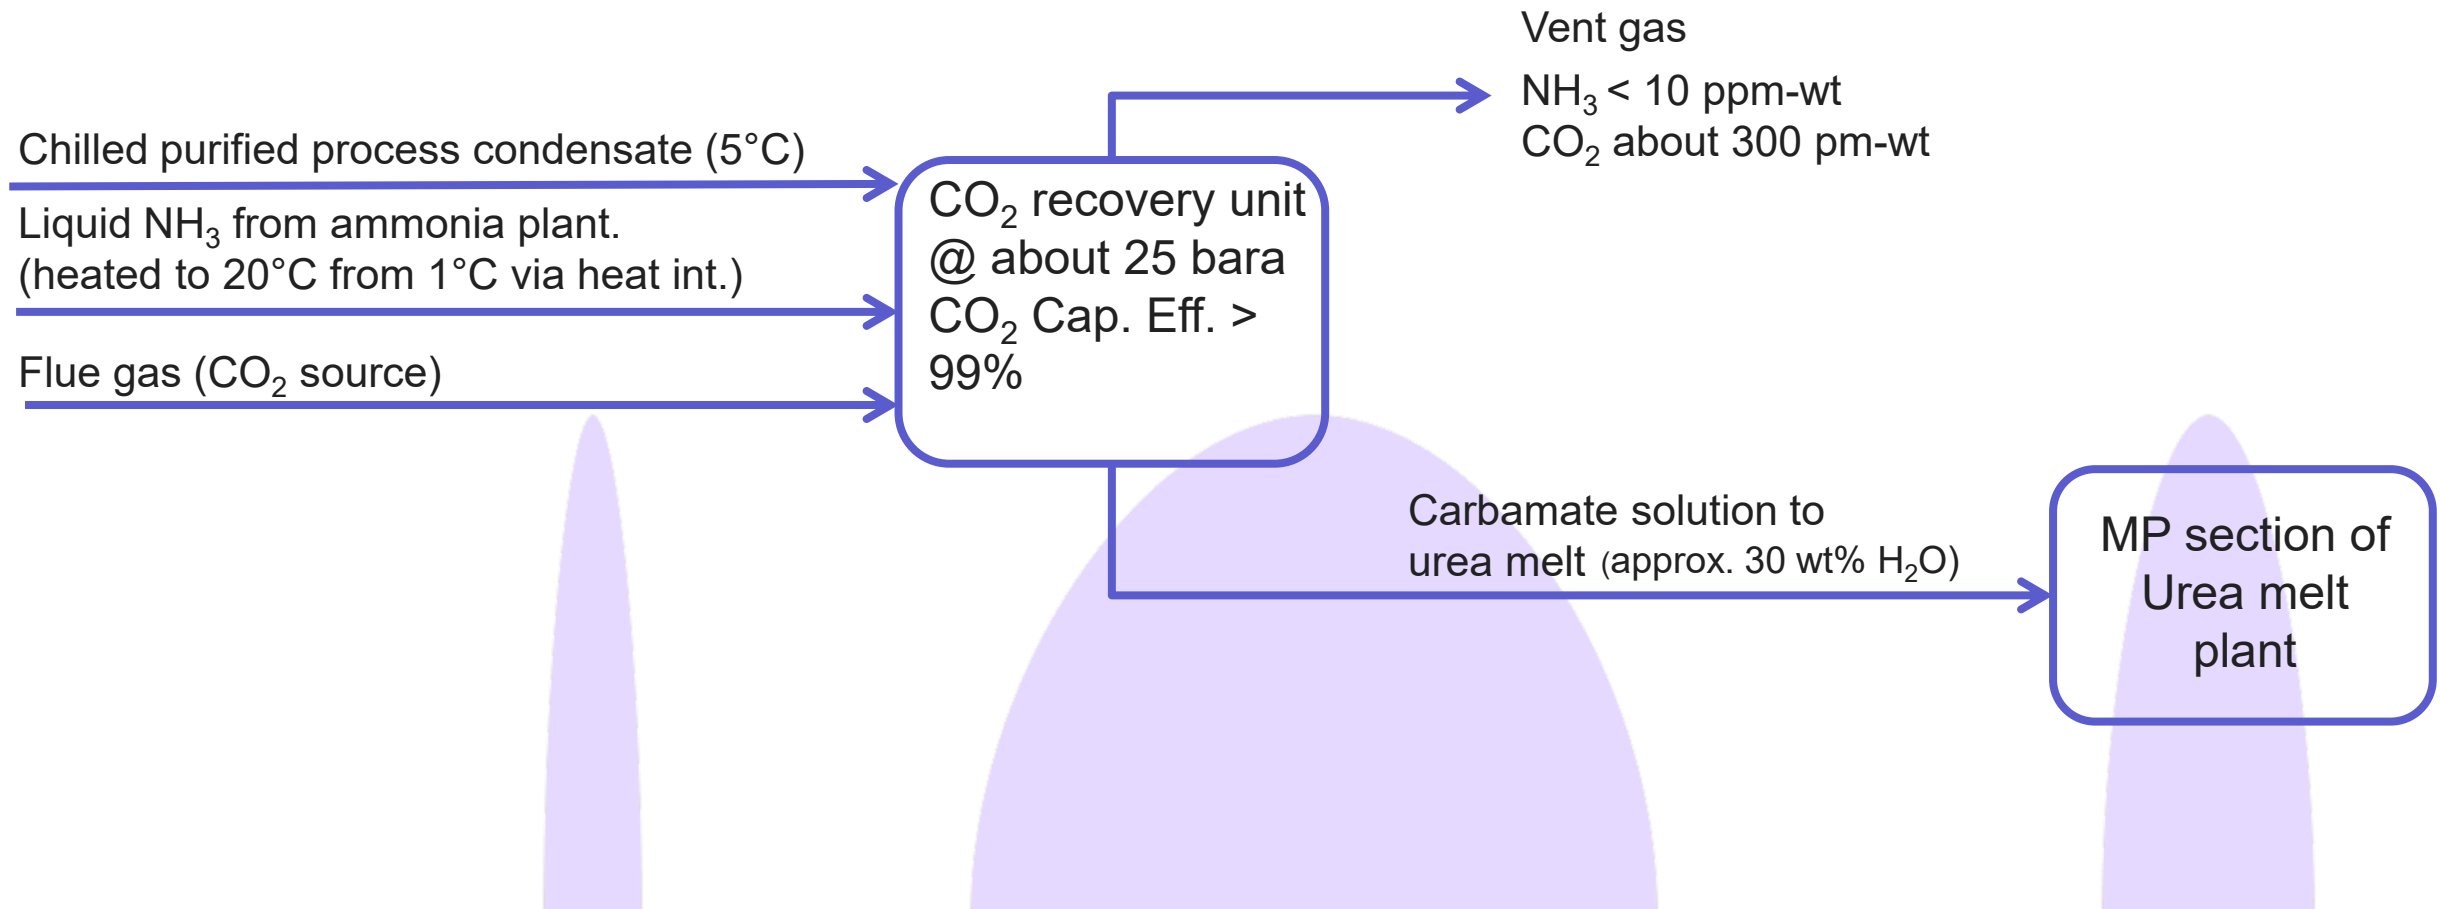 Vent gas
NH₃ < 10 ppm-wt
CO₂ about 300 pm-wt
Chilled purified process condensate (5°C)
Liquid NH₃ from ammonia plant.
(heated to 20°C from 1°C via heat int.)
Flue gas (CO₂ source)
CO₂ recovery unit
@ about 25 bara
CO₂ Cap. Eff. >
99%
Carbamate solution to
urea melt (approx. 30 wt% H₂O)
MP section of
Urea melt
plant